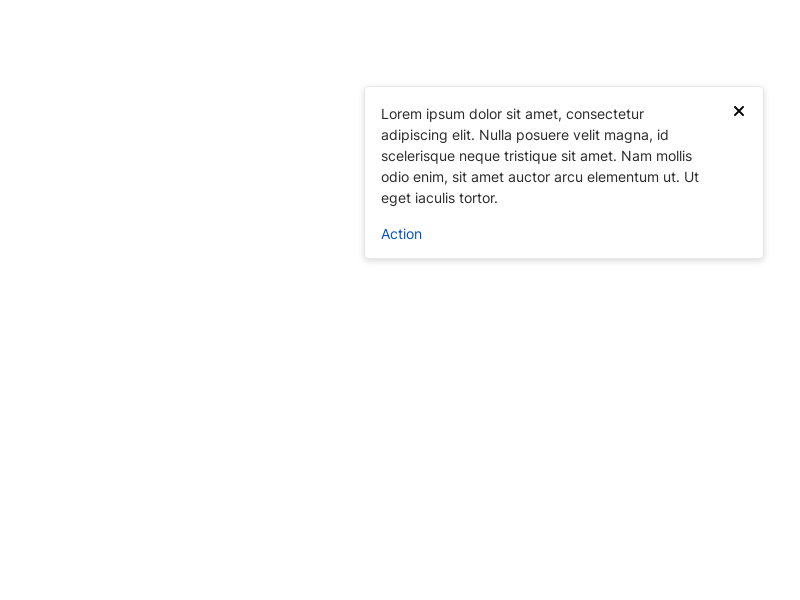 Lorem ipsum dolor sit amet, consectetur
adipiscing elit. Nulla posuere velit magna, id
scelerisque neque tristique sit amet. Nam mollis
odio enim, sit amet auctor arcu elementum ut. Ut
eget iaculis tortor.
Action